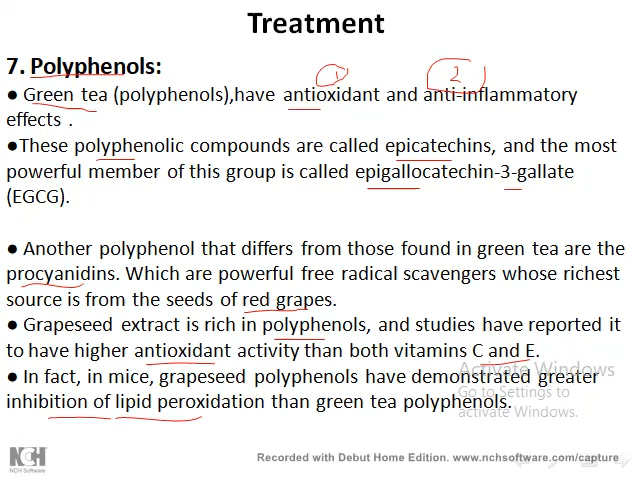 Treatment
7. Polyphenols:
1
2
● Green tea (polyphenols),have antioxidant and anti-inflammatory
effects .
●These polyphenolic compounds are called epicatechins, and the most
powerful member of this group is called epigallocatechin-3-gallate
(EGCG).
● Another polyphenol that differs from those found in green tea are the
procyanidins. Which are powerful free radical scavengers whose richest
source is from the seeds of red grapes.
● Grapeseed extract is rich in polyphenols, and studies have reported it
to have higher antioxidant activity than both vitamins C and E.
Activate Windows
● In fact, in mice, grapeseed polyphenols have demonstrated greater
Go to Settings to
inhibition of lipid peroxidation than green tea polyphenols.
activate Windows.
NCH
NCH Software
Recorded with Debut Home Edition. www.nchsoftware.com/capture